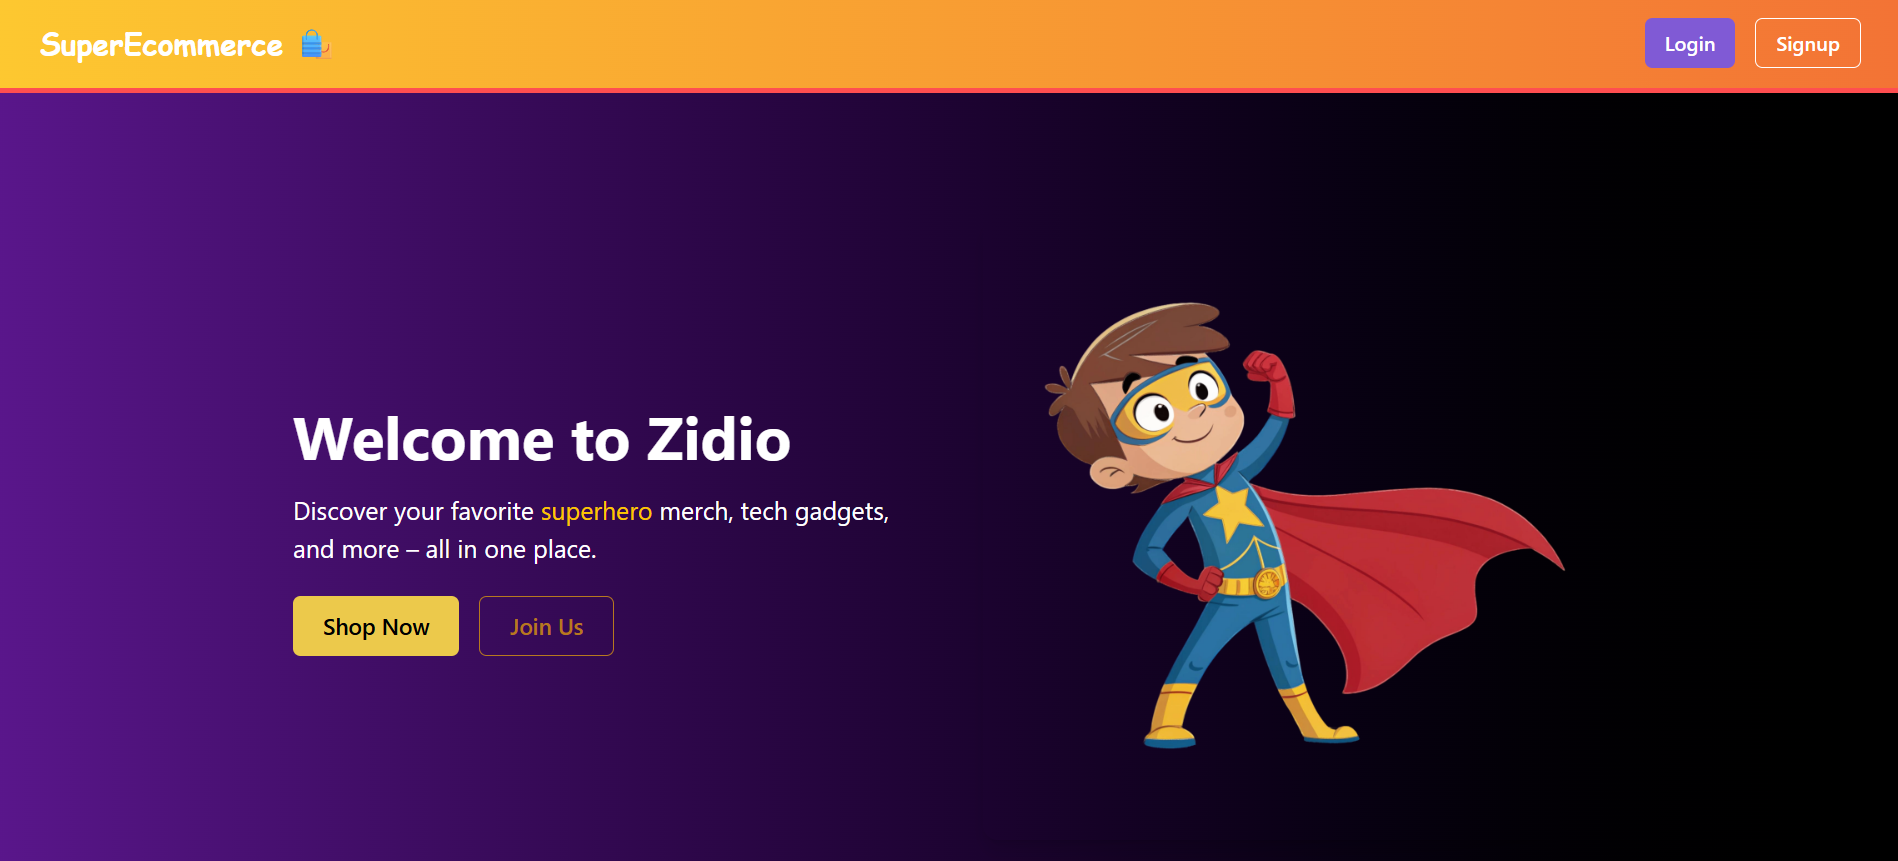 SuperEcommerce
Login
Signup
Welcome to Zidio
Discover your favorite superhero merch, tech gadgets,
and more – all in one place.
Shop Now
Join Us